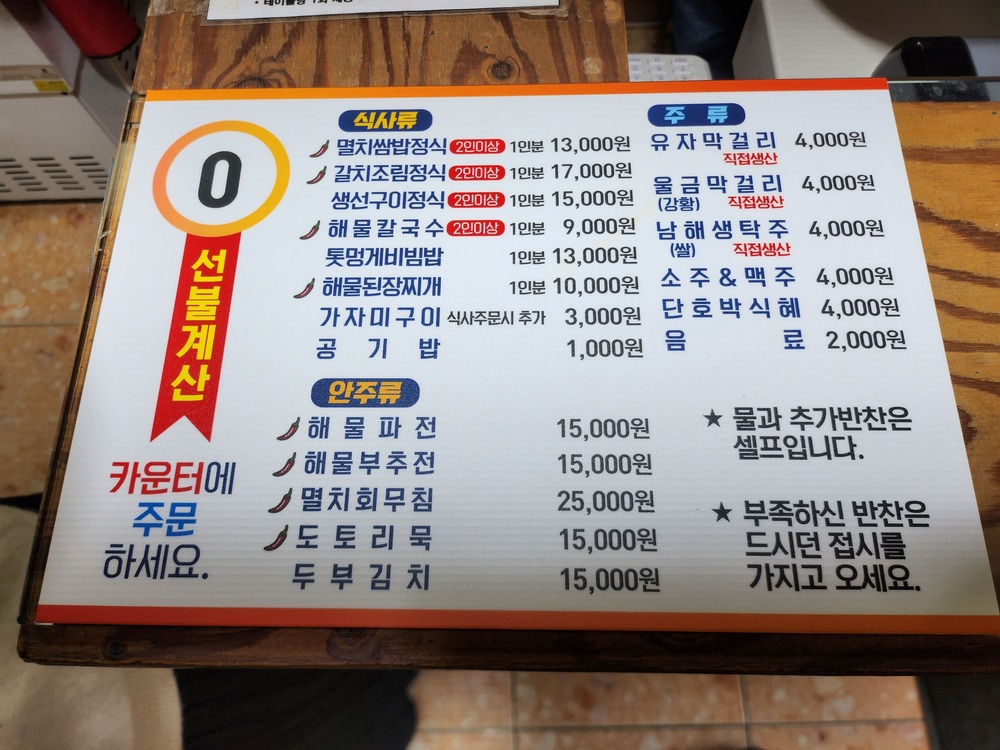 0
선불계산
카운터에
주문
하세요.
식사류
멸치쌈밥정식 2인이상 1인분 13,000원
갈치조림정식 2인이상 1인분 17,000원
생선구이정식 2인이상 1인분 15,000원
해물칼국수 2인이상 1인분 9,000원
톳멍게비빔밥 1인분 13,000원
해물된장찌개 1인분 10,000원
가자미구이 식사주문시 추가 3,000원
공기밥 1,000원
안주류
해물파전 15,000원
해물부추전 15,000원
멸치회무침 25,000원
도토리묵 15,000원
두부김치 15,000원
주류
유자막걸리 4,000원
직접생산
울금막걸리 4,000원
(강황) 직접생산
남해생탁주 4,000원
(쌀) 직접생산
소주&맥주 4,000원
단호박식혜 4,000원
음료 2,000원
★ 물과 추가반찬은
셀프입니다.
★ 부족하신 반찬은
드시던 접시를
가지고 오세요.